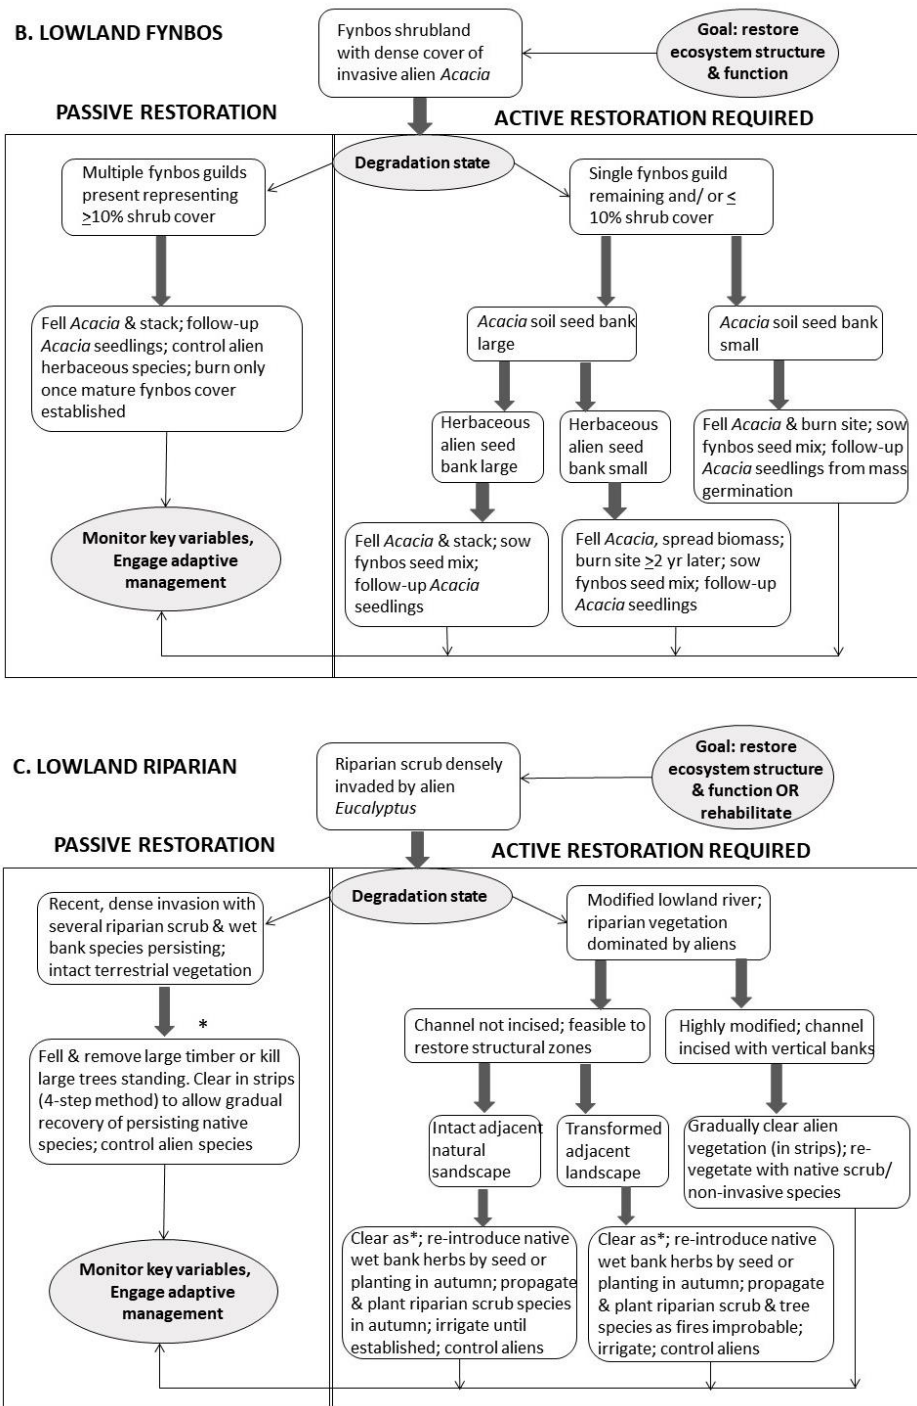 B. LOWLAND FYNBOS
Fynbos shrubland
with dense cover of
invasive alien Acacia
Goal: restore
ecosystem structure
& function
PASSIVE RESTORATION
ACTIVE RESTORATION REQUIRED
Degradation state
Multiple fynbos guilds
present representing
≥10% shrub cover
Single fynbos guild
remaining and/ or ≤
10% shrub cover
Fell Acacia & stack; follow-up
Acacia seedlings; control alien
herbaceous species; burn only
once mature fynbos cover
established
Acacia soil seed bank
large
Acacia soil seed bank
small
Herbaceous
alien seed
bank large
Herbaceous
alien seed
bank small
Fell Acacia & burn site; sow
fynbos seed mix; follow-up
Acacia seedlings from mass
germination
Monitor key variables,
Engage adaptive
management
Fell Acacia & stack; sow
fynbos seed mix;
follow-up Acacia
seedlings
Fell Acacia, spread biomass;
burn site ≥2 yr later; sow
fynbos seed mix; follow-up
Acacia seedlings
C. LOWLAND RIPARIAN
Riparian scrub densely
invaded by alien
Eucalyptus
Goal: restore
ecosystem structure
& function OR
rehabilitate
PASSIVE RESTORATION
ACTIVE RESTORATION REQUIRED
Degradation state
Recent, dense invasion with
several riparian scrub & wet
bank species persisting;
intact terrestrial vegetation
Modified lowland river;
riparian vegetation
dominated by aliens
*
Fell & remove large timber or kill
large trees standing. Clear in strips
(4-step method) to allow gradual
recovery of persisting native
species; control alien species
Channel not incised; feasible to
restore structural zones
Highly modified; channel
incised with vertical banks
Intact adjacent
natural
sandscape
Transformed
adjacent
landscape
Gradually clear alien
vegetation (in strips); re-
vegetate with native scrub/
non-invasive species
Monitor key variables,
Engage adaptive
management
Clear as*; re-introduce native
wet bank herbs by seed or
planting in autumn; propagate
& plant riparian scrub species
in autumn; irrigate until
established; control aliens
Clear as*; re-introduce native
wet bank herbs by seed or
planting in autumn; propagate
& plant riparian scrub & tree
species as fires improbable;
irrigate; control aliens